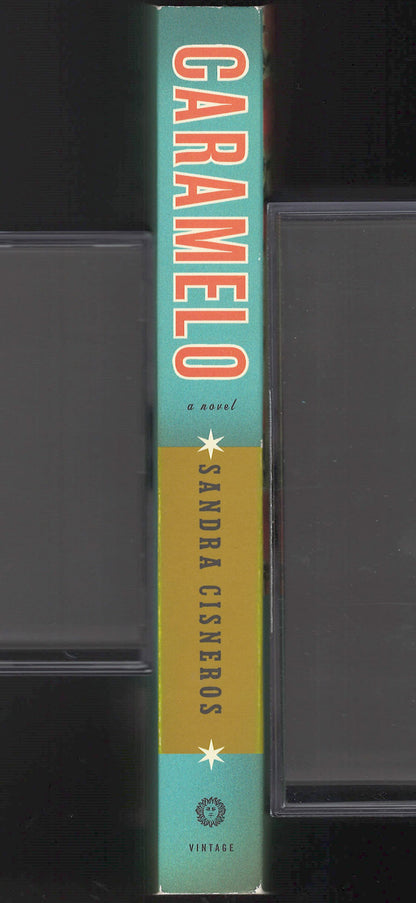 CARAMELO
a novel
SANDRA CISNEROS
VINTAGE